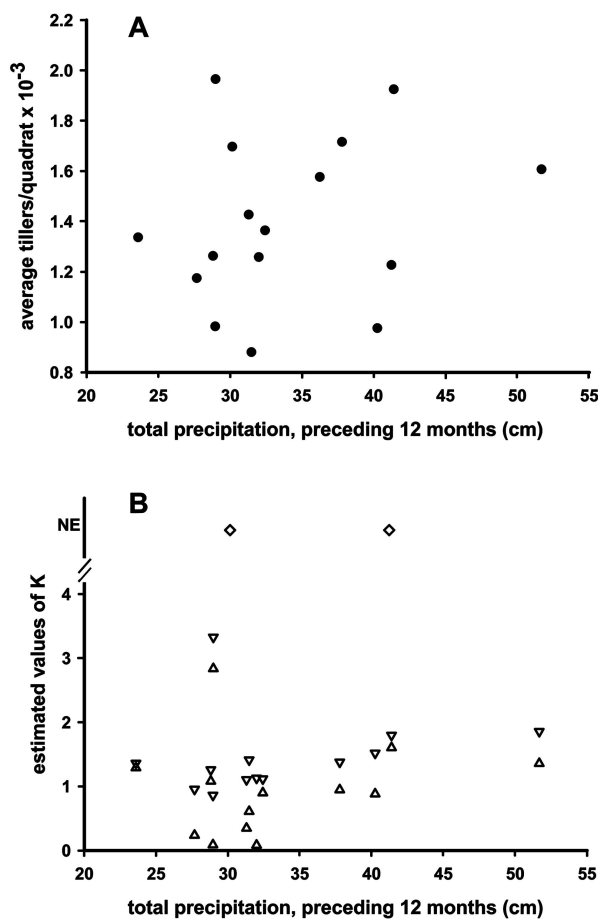 A
2.2
2.0
1.8
1.6
1.4
1.2
1.0
0.8
average tillers/quadrat x 10⁻³
20 25 30 35 40 45 50 55
total precipitation, preceding 12 months (cm)
B
NE
4
3
2
1
0
estimated values of K
20 25 30 35 40 45 50 55
total precipitation, preceding 12 months (cm)